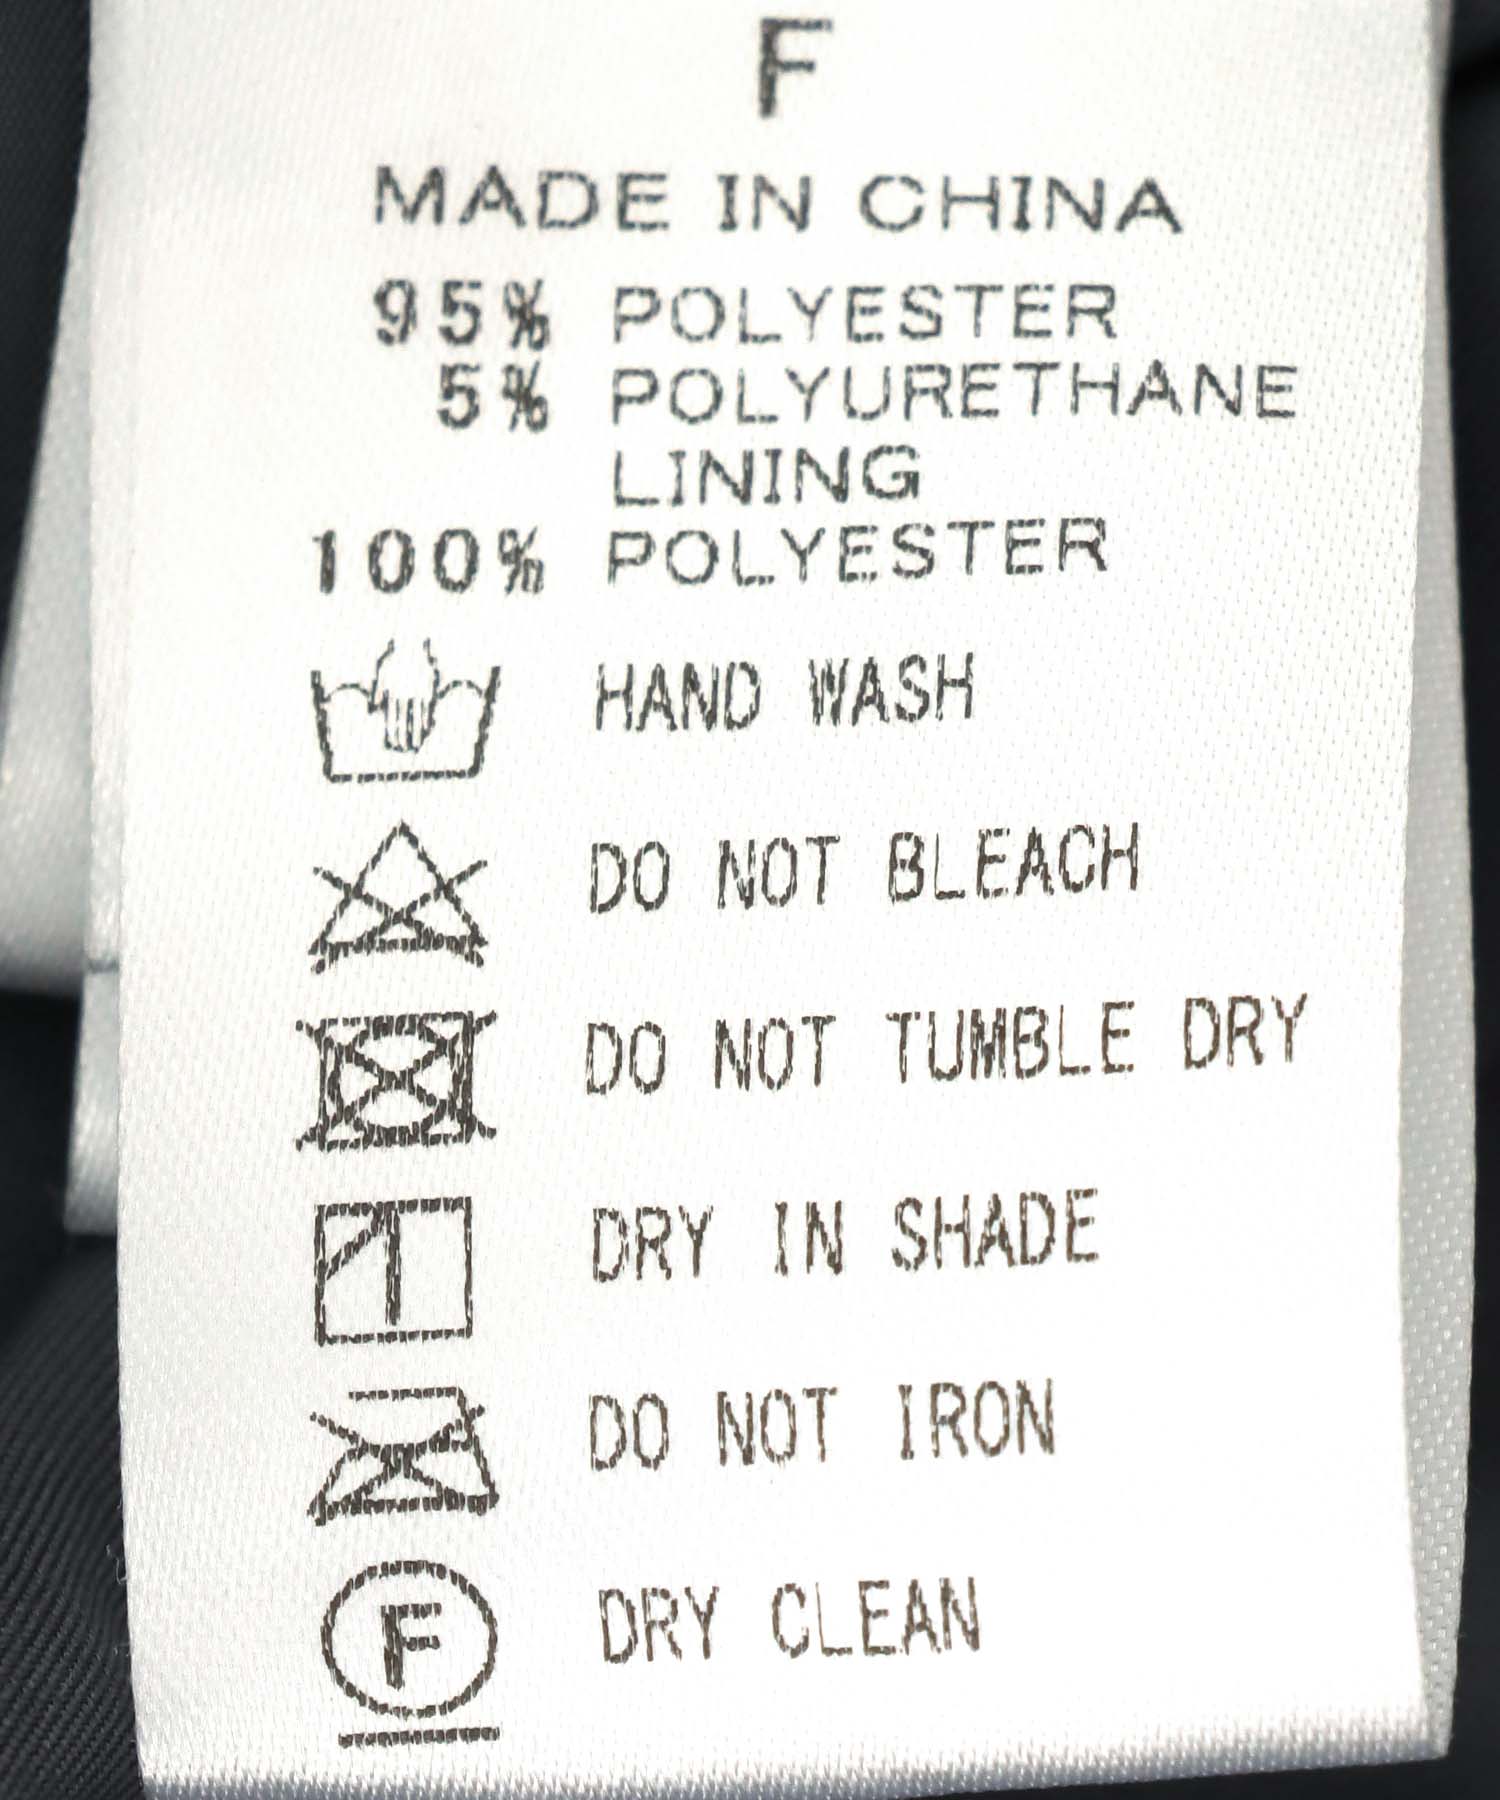 F
MADE IN CHINA
95% POLYESTER
5% POLYURETHANE
LINING
100% POLYESTER
HAND WASH
DO NOT BLEACH
DO NOT TUMBLE DRY
DRY IN SHADE
DO NOT IRON
F DRY CLEAN